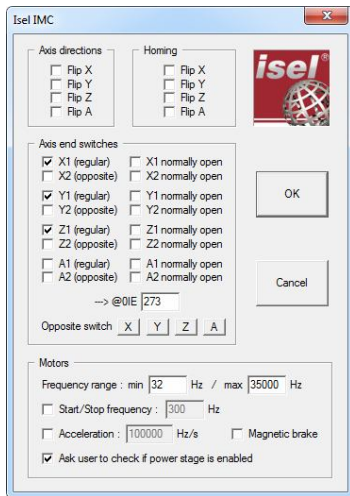 Isel IMC
Axis directions
Flip X
Flip Y
Flip Z
Flip A
Homing
Flip X
Flip Y
Flip Z
Flip A
isel®
Axis end switches
X1 (regular) X1 normally open
X2 (opposite) X2 normally open
Y1 (regular) Y1 normally open
Y2 (opposite) Y2 normally open
Z1 (regular) Z1 normally open
Z2 (opposite) Z2 normally open
A1 (regular) A1 normally open
A2 (opposite) A2 normally open
---> @0IE 273
Opposite switch X Y Z A
OK
Cancel
Motors
Frequency range : min 32 Hz / max 35000 Hz
Start/Stop frequency : 300 Hz
Acceleration : 100000 Hz/s Magnetic brake
Ask user to check if power stage is enabled